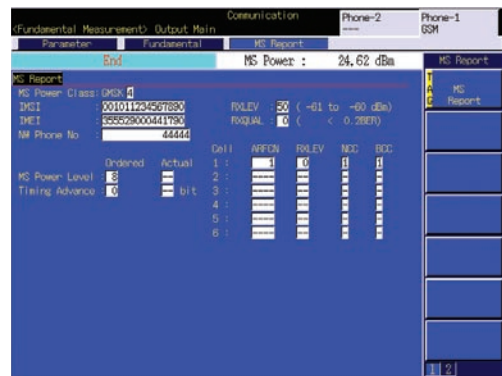 Communication
Phone-2
Phone-1
<Fundamental Measurement> Output Main
----
GSM
Parameter
Fundamental
MS Report
End
MS Power : 24.62 dBm
MS Report
MS Report
TAG
MS Report
MS Power Class: GMSK 4
IMSI : 001011234567890
RXLEV : 50 ( -61 to -60 dBm)
IMEI : 355529000441790
RXQUAL : 0 ( < 0.2BER)
NW Phone No : 44444
Cell ARFCN RXLEV NCC BCC
Ordered Actual
1 : 1 0 1 1
MS Power Level : 8 --
2 : ---- -- - -
Timing Advance : 0 -- bit
3 : ---- -- - -
4 : ---- -- - -
5 : ---- -- - -
6 : ---- -- - -
1 2